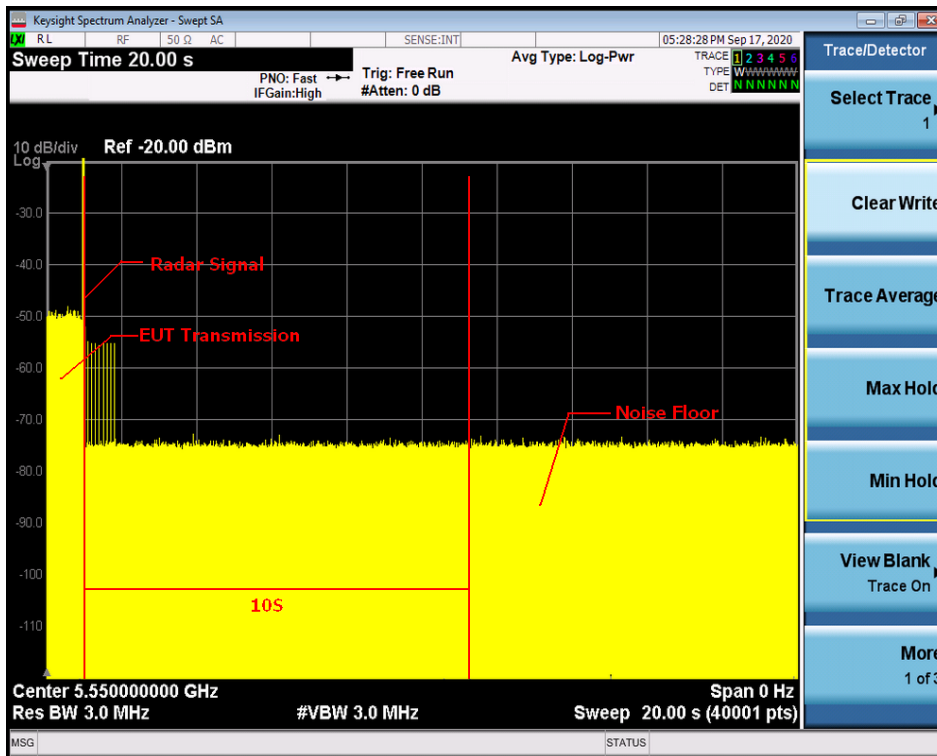 Keysight Spectrum Analyzer - Swept SA
LXI RL RF 50 Ω AC SENSE:INT 05:28:28 PM Sep 17, 2020
Sweep Time 20.00 s
Avg Type: Log-Pwr
TRACE 1 2 3 4 5 6
TYPE WWWWWW
DET N N N N N N
PNO: Fast
IFGain:High
Trig: Free Run
#Atten: 0 dB
10 dB/div Ref -20.00 dBm
Log
-30.0
-40.0
-50.0
-60.0
-70.0
-80.0
-90.0
-100
-110
Radar Signal
EUT Transmission
Noise Floor
10S
Center 5.550000000 GHz Span 0 Hz
Res BW 3.0 MHz #VBW 3.0 MHz Sweep 20.00 s (40001 pts)
MSG STATUS
Trace/Detector
Select Trace
1
Clear Write
Trace Average
Max Hold
Min Hold
View Blank
Trace On
More
1 of 3